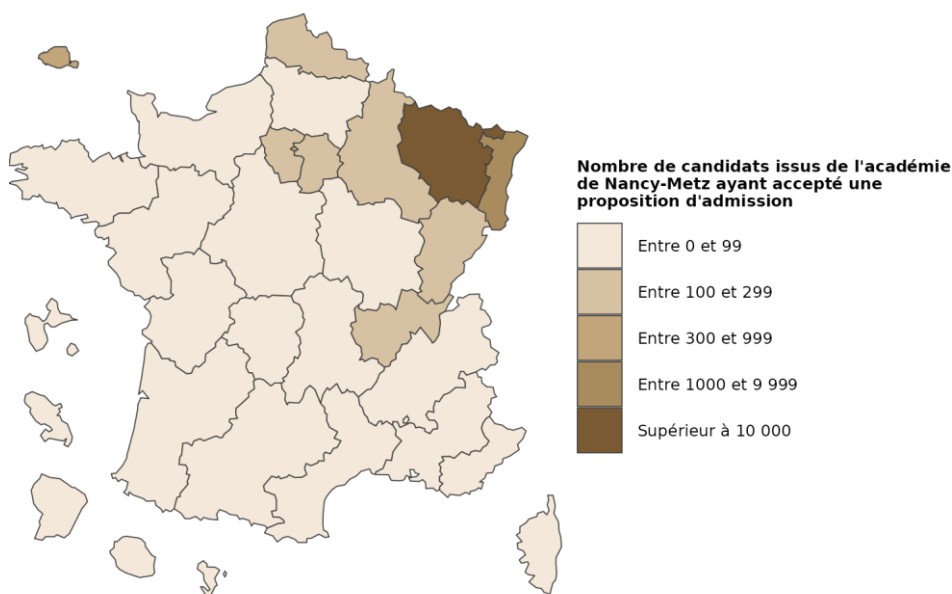 Nombre de candidats issus de l'académie
de Nancy-Metz ayant accepté une
proposition d'admission
Entre 0 et 99
Entre 100 et 299
Entre 300 et 999
Entre 1000 et 9 999
Supérieur à 10 000